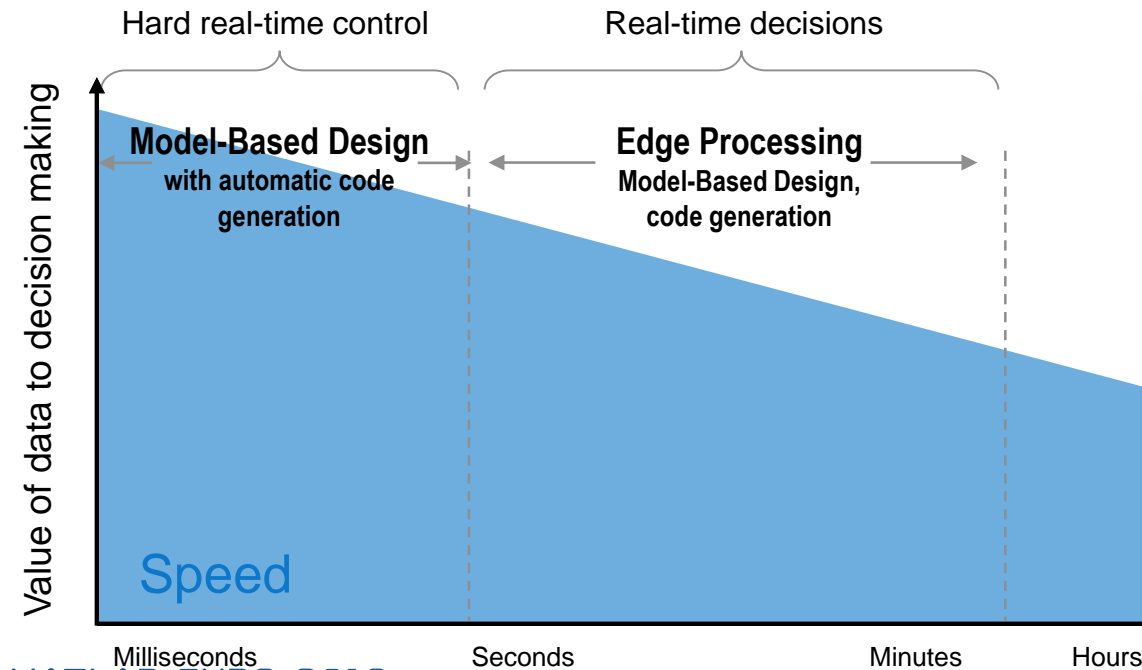 Hard real-time control
Real-time decisions
Value of data to decision making
Model-Based Design
with automatic code
generation
Edge Processing
Model-Based Design,
code generation
Speed
Milliseconds
Seconds
Minutes
Hours